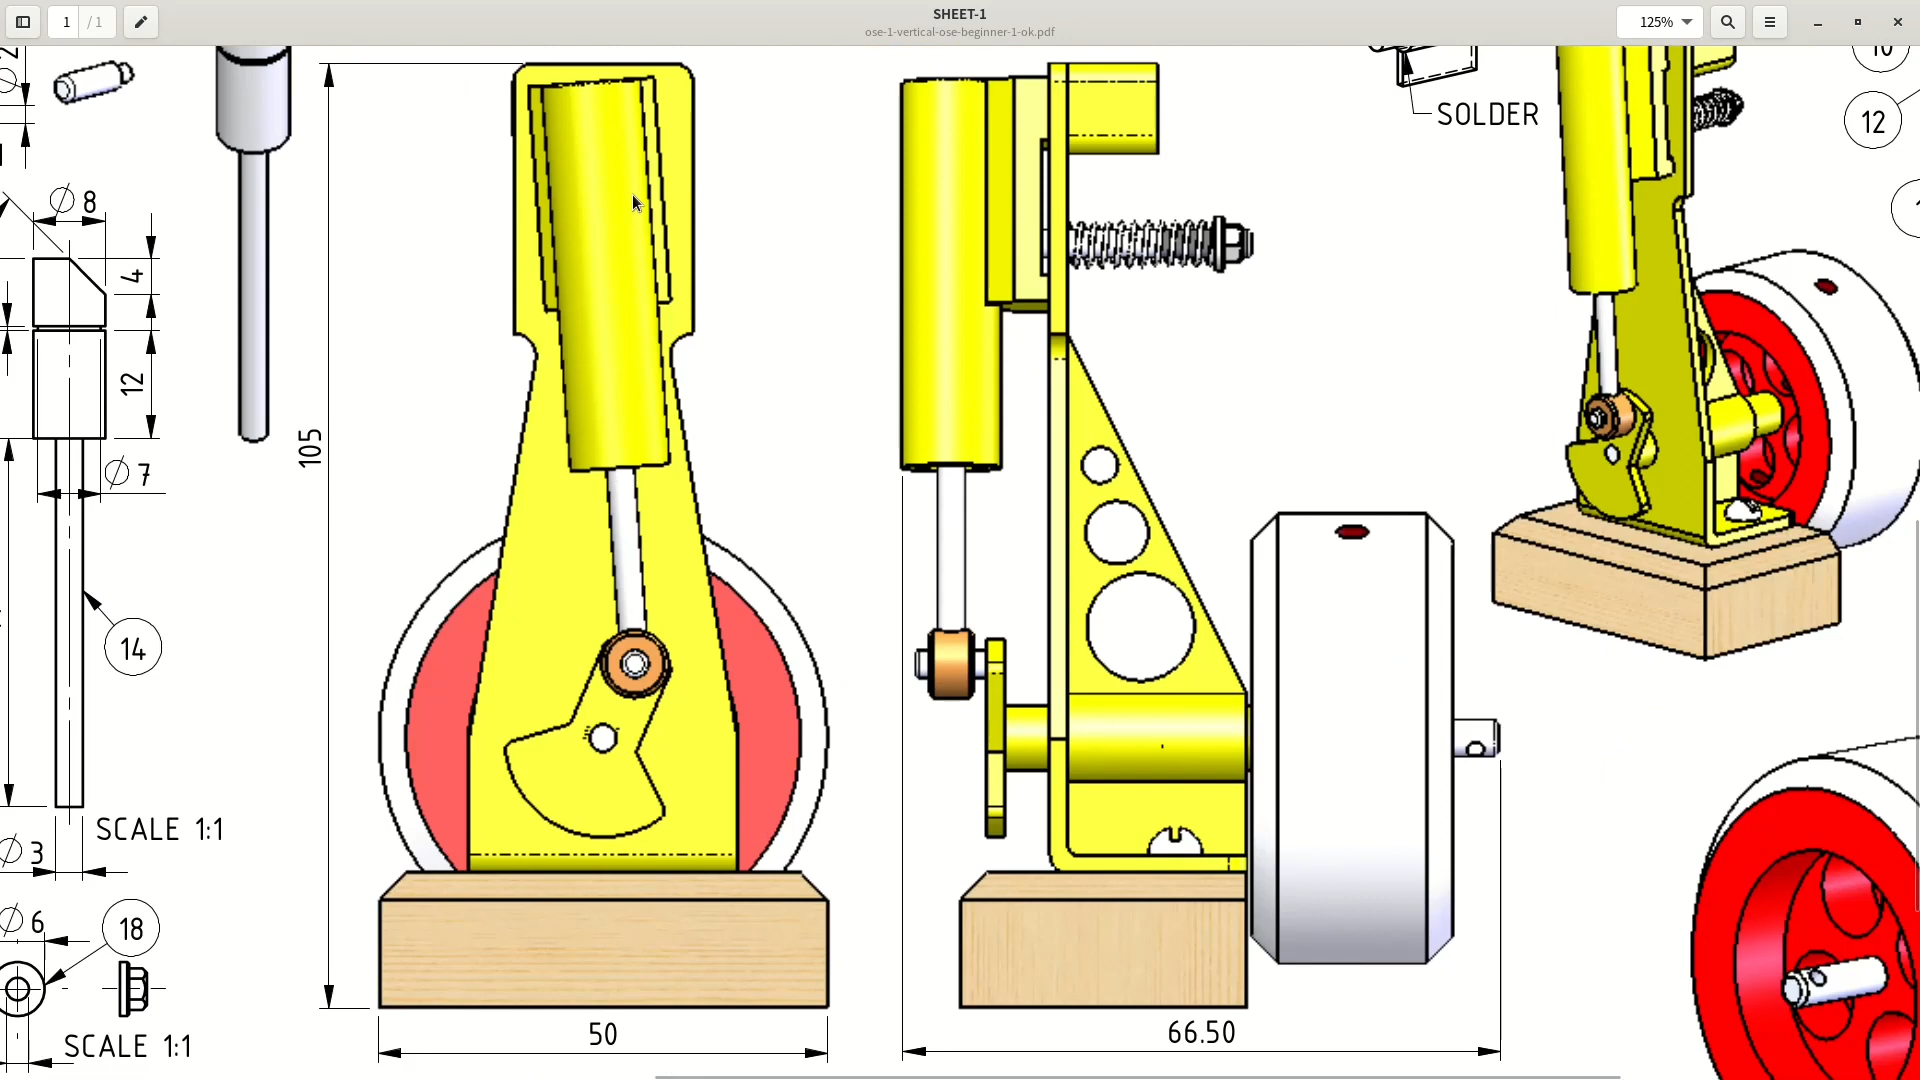 1 / 1
SHEET-1
ose-1-vertical-ose-beginner-1-ok.pdf
125%
10
12
SOLDER
∅ 8
4
12
∅ 7
105
14
SCALE 1:1
∅ 3
∅ 6
18
SCALE 1:1
50
66.50